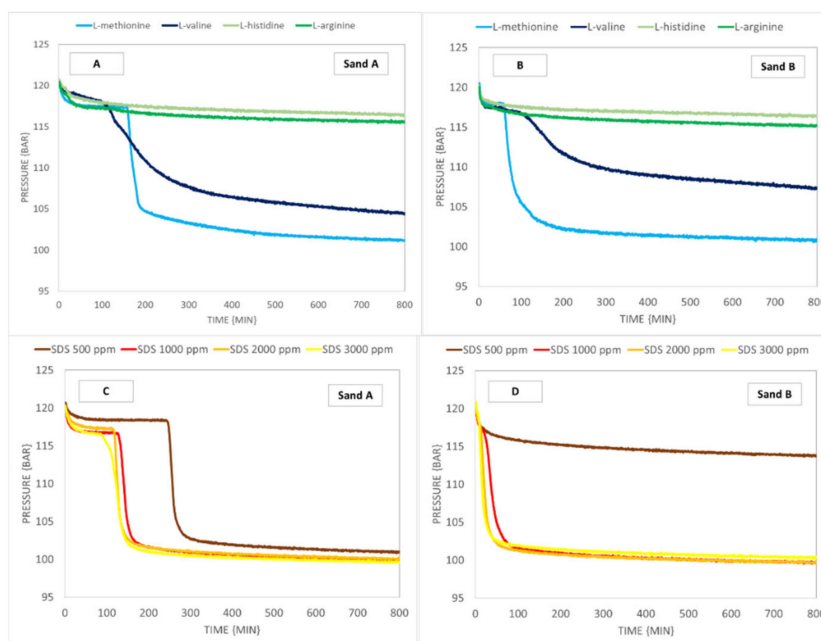 L-methionine L-valine L-histidine L-arginine
A
Sand A
PRESSURE {BAR}
125
120
115
110
105
100
95
0 100 200 300 400 500 600 700 800
TIME {MIN}
L-methionine L-valine L-histidine L-arginine
B
Sand B
PRESSURE {BAR}
125
120
115
110
105
100
95
0 100 200 300 400 500 600 700 800
TIME {MIN}
SDS 500 ppm SDS 1000 ppm SDS 2000 ppm SDS 3000 ppm
C
Sand A
PRESSURE {BAR}
125
120
115
110
105
100
95
0 100 200 300 400 500 600 700 800
TIME {MIN}
SDS 500 ppm SDS 1000 ppm SDS 2000 ppm SDS 3000 ppm
D
Sand B
PRESSURE {BAR}
125
120
115
110
105
100
95
0 100 200 300 400 500 600 700 800
TIME {MIN}